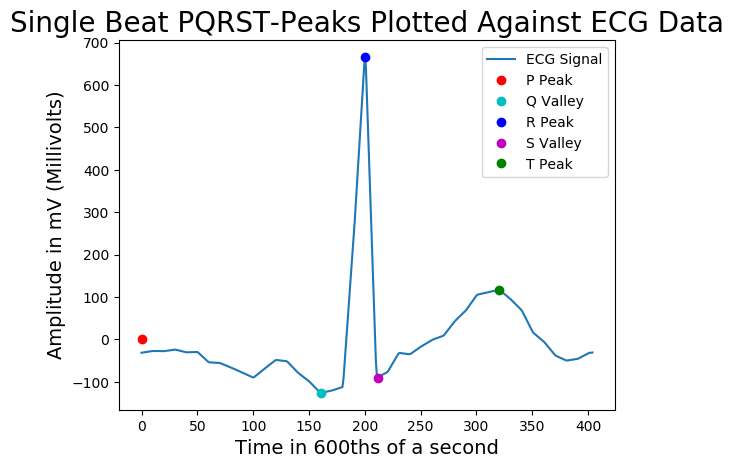 Single Beat PQRST-Peaks Plotted Against ECG Data
700
600
500
400
300
200
100
0
−100
Amplitude in mV (Millivolts)
ECG Signal
P Peak
Q Valley
R Peak
S Valley
T Peak
0 50 100 150 200 250 300 350 400
Time in 600ths of a second